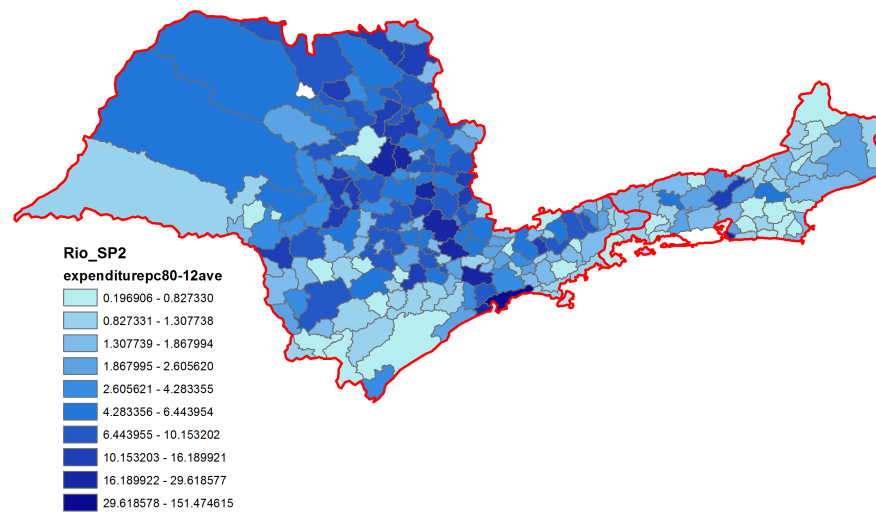 Rio_SP2
expenditurepc80-12ave
0.196906 - 0.827330
0.827331 - 1.307738
1.307739 - 1.867994
1.867995 - 2.605620
2.605621 - 4.283355
4.283356 - 6.443954
6.443955 - 10.153202
10.153203 - 16.189921
16.189922 - 29.618577
29.618578 - 151.474615